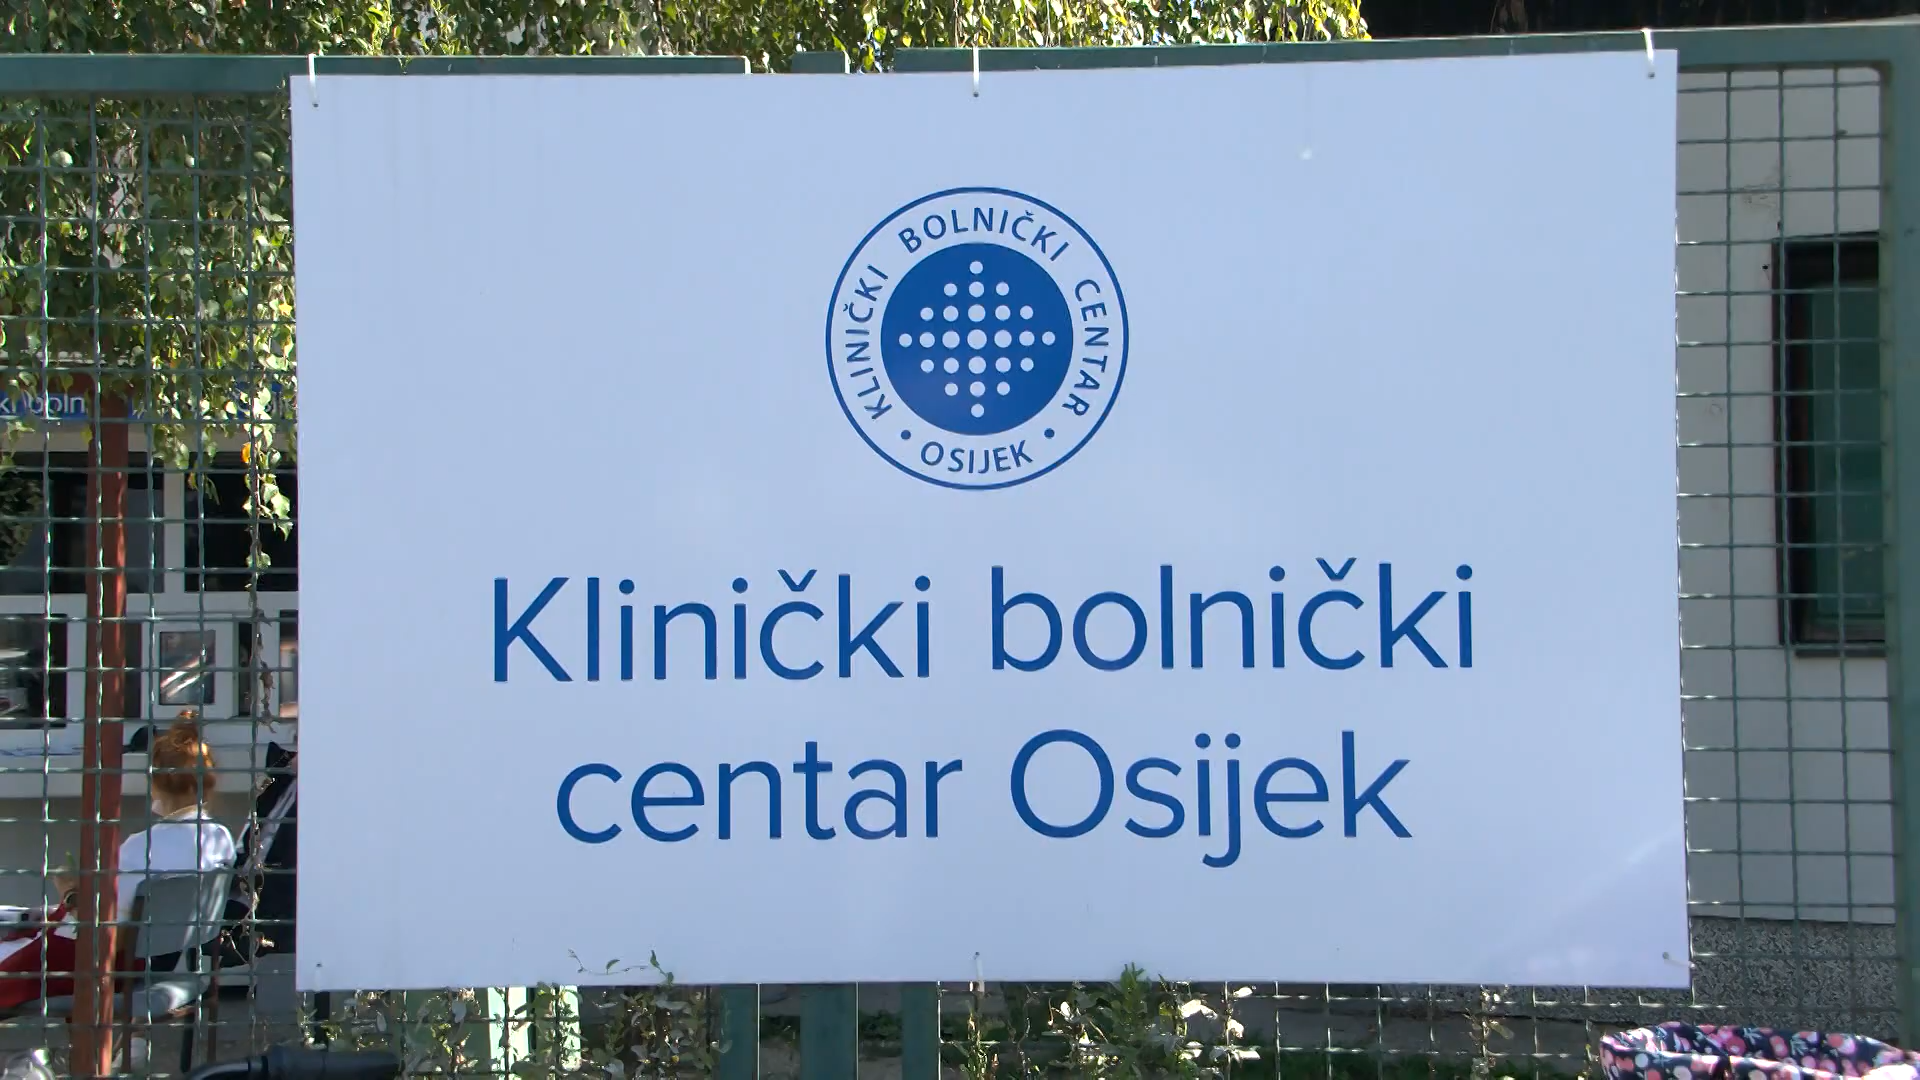 KLINIČKI BOLNIČKI CENTAR
• OSIJEK •
Klinički bolnički
centar Osijek